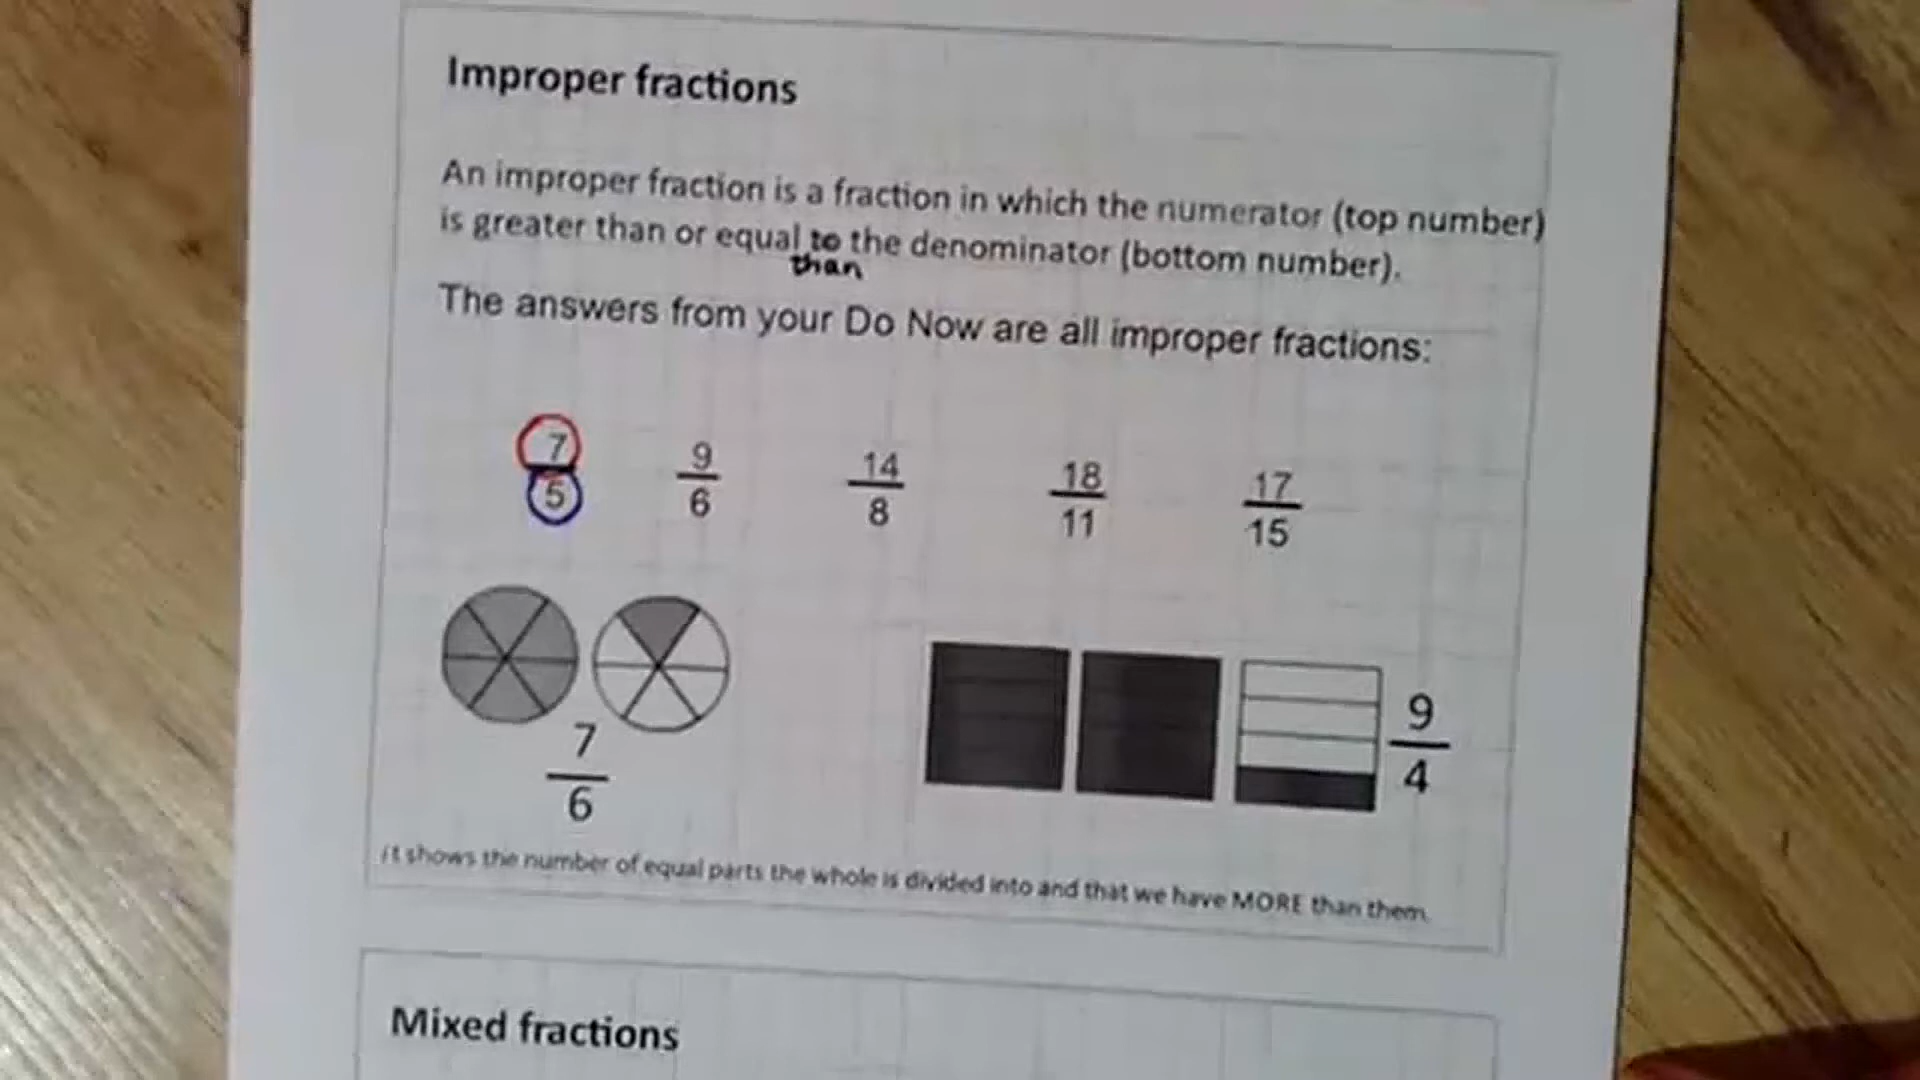 Improper fractions
An improper fraction is a fraction in which the numerator (top number)
is greater than or equal to the denominator (bottom number).
than
The answers from your Do Now are all improper fractions:
7/5 9/6 14/8 18/11 17/15
7/6
9/4
It shows the number of equal parts the whole is divided into and that we have MORE than them.
Mixed fractions